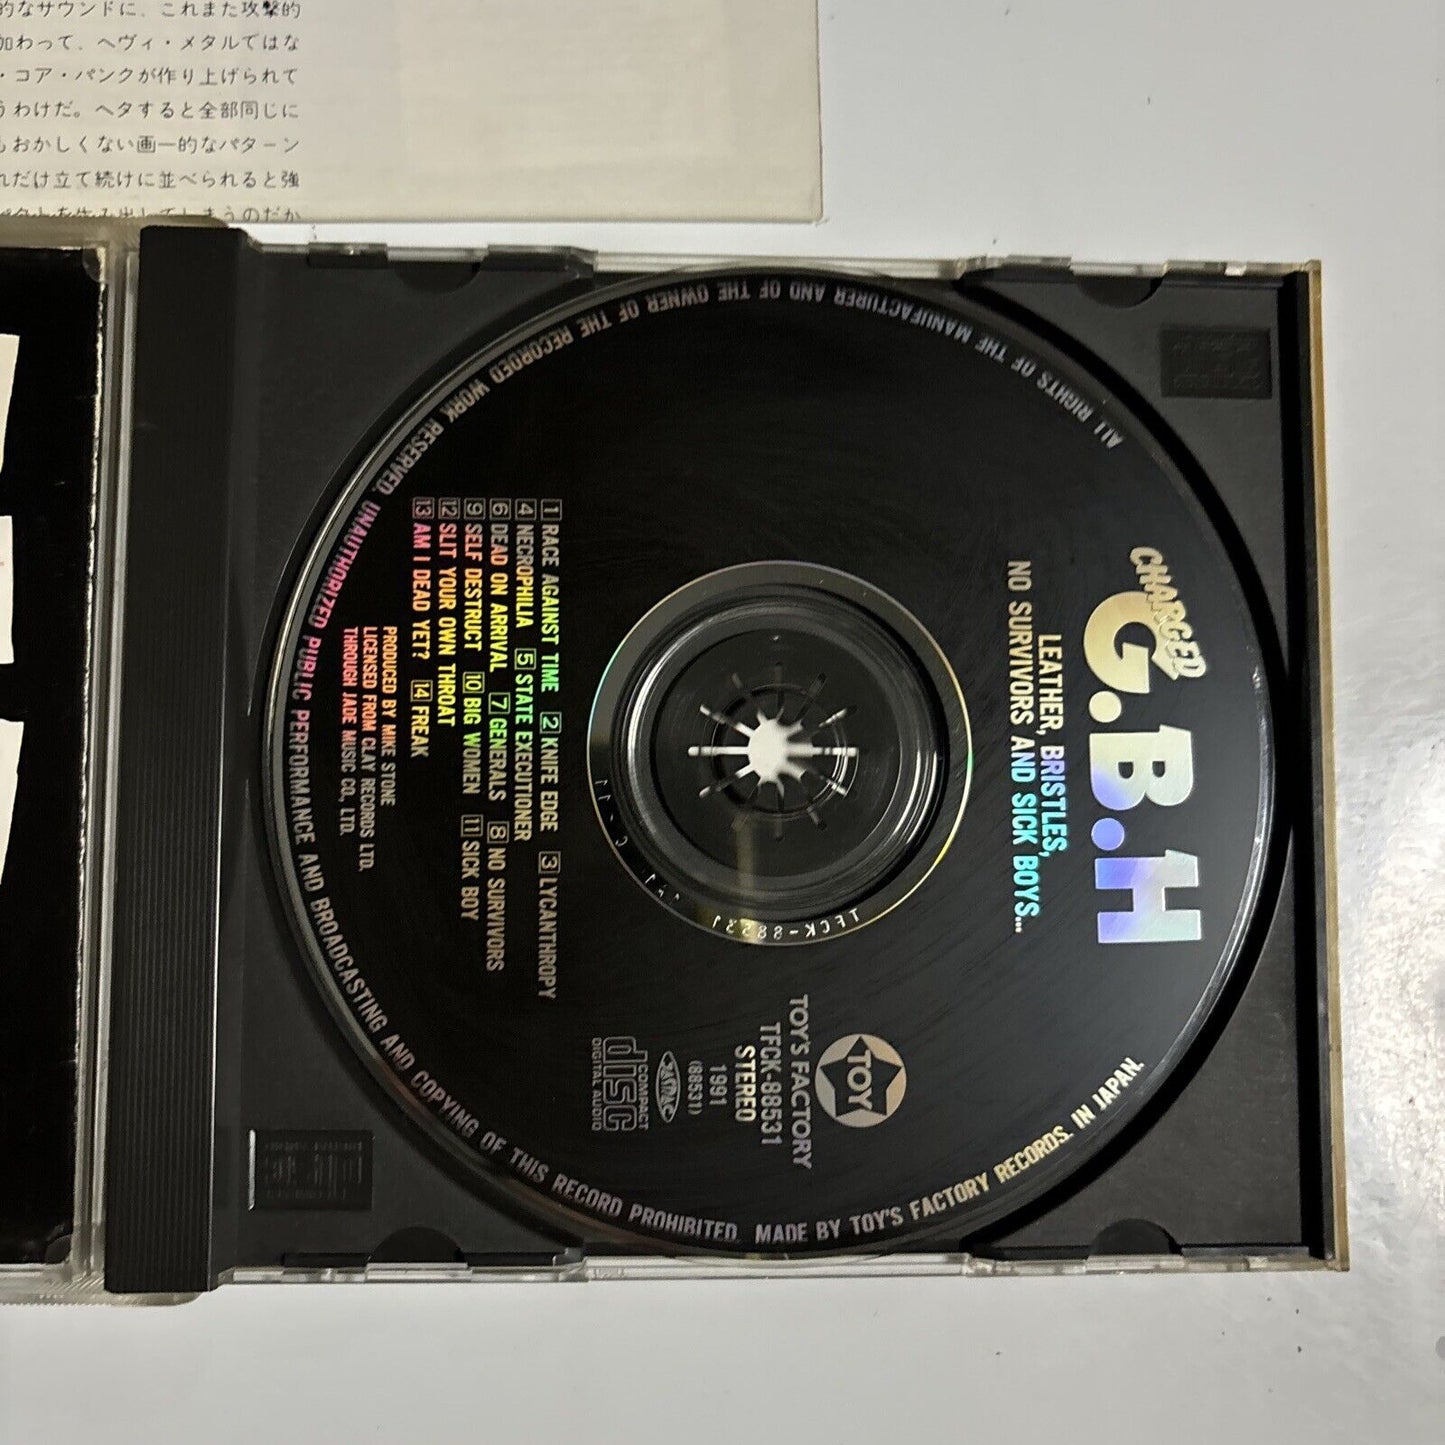 的なサウンドに、これまた攻撃的
加わって、ヘヴィ・メタルではな
・コア・パンクが作り上げられて
うわけだ。ヘタすると全部同じに
もおかしくない画一的なパターン
れだけ立て続けに並べられると強
CHARGED
G.B.H
LEATHER, BRISTLES,
NO SURVIVORS AND SICK BOYS...
TOY
TOY'S FACTORY
TFCK-88531
STEREO
1991
(88531)
COMPACT
disc
DIGITAL AUDIO
1 RACE AGAINST TIME 2 KNIFE EDGE 3 LYCANTHROPY
4 NECROPHILIA 5 STATE EXECUTIONER
6 DEAD ON ARRIVAL 7 GENERALS 8 NO SURVIVORS
9 SELF DESTRUCT 10 BIG WOMEN 11 SICK BOY
12 SLIT YOUR OWN THROAT
13 AM I DEAD YET? 14 FREAK
PRODUCED BY MIKE STONE
LICENSED FROM CLAY RECORDS LTD.
THROUGH JADE MUSIC CO., LTD.
ALL RIGHTS OF THE MANUFACTURER AND OF THE OWNER OF THE RECORDED WORK RESERVED. UNAUTHORIZED PUBLIC PERFORMANCE AND BROADCASTING AND COPYING OF THIS RECORD PROHIBITED. MADE BY TOY'S FACTORY RECORDS. IN JAPAN.